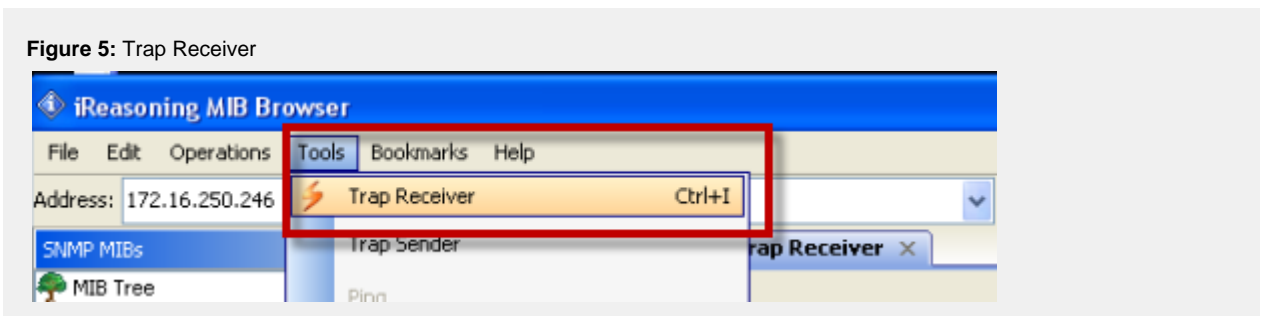 Figure 5: Trap Receiver
iReasoning MIB Browser
File Edit Operations Tools Bookmarks Help
Address: 172.16.250.246
Trap Receiver Ctrl+I
SNMP MIBs
Trap Sender
rap Receiver
MIB Tree
Ping